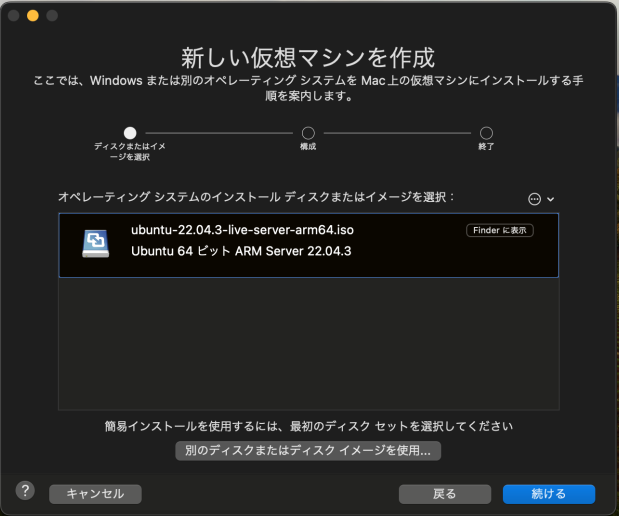 新しい仮想マシンを作成
ここでは、Windows または別のオペレーティング システムを Mac 上の仮想マシンにインストールする手
順を案内します。
ディスクまたはイメ
ージを選択
構成
終了
オペレーティング システムのインストール ディスクまたはイメージを選択：
ubuntu-22.04.3-live-server-arm64.iso
Finder に表示
Ubuntu 64 ビット ARM Server 22.04.3
簡易インストールを使用するには、最初のディスク セットを選択してください
別のディスクまたはディスク イメージを使用...
?
キャンセル
戻る
続ける